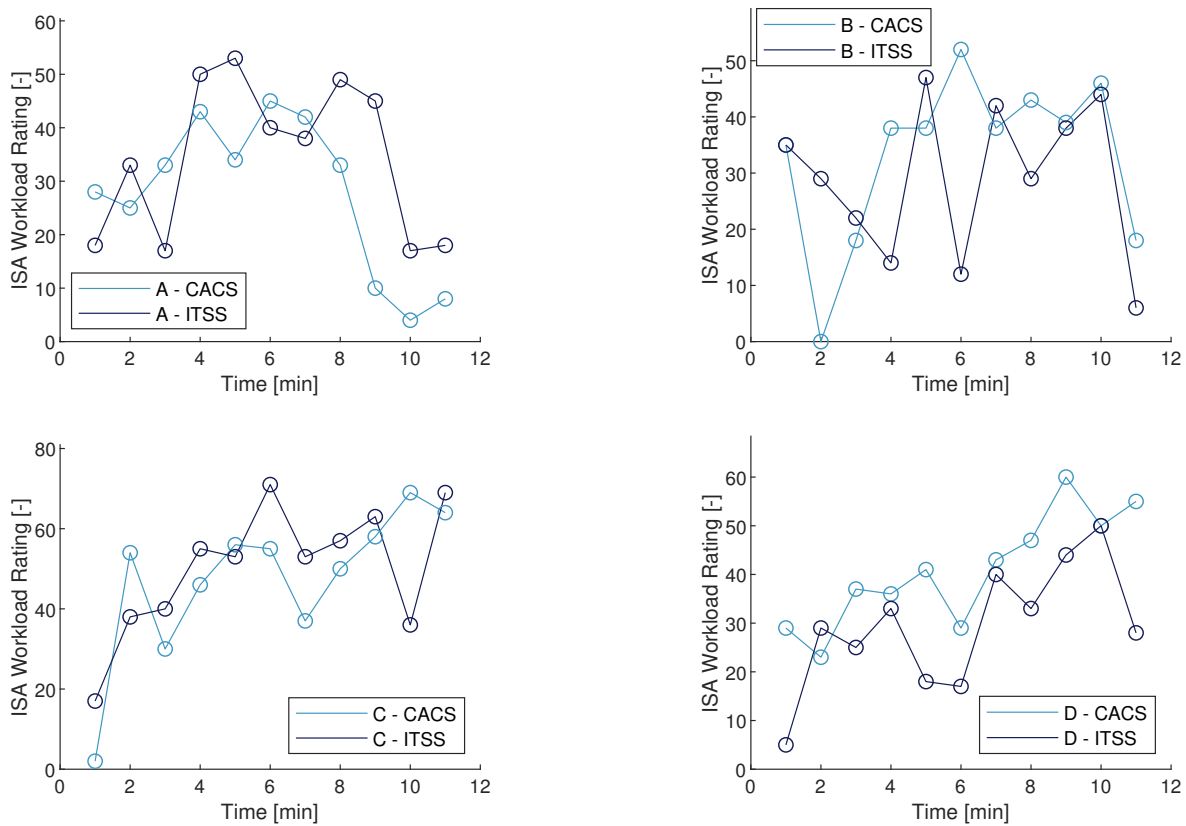 60
50
40
30
20
10
0
ISA Workload Rating [-]
A - CACS
A - ITSS
0 2 4 6 8 10 12
Time [min]
50
40
30
20
10
0
ISA Workload Rating [-]
B - CACS
B - ITSS
0 2 4 6 8 10 12
Time [min]
80
60
40
20
0
ISA Workload Rating [-]
C - CACS
C - ITSS
0 2 4 6 8 10 12
Time [min]
60
50
40
30
20
10
0
ISA Workload Rating [-]
D - CACS
D - ITSS
0 2 4 6 8 10 12
Time [min]